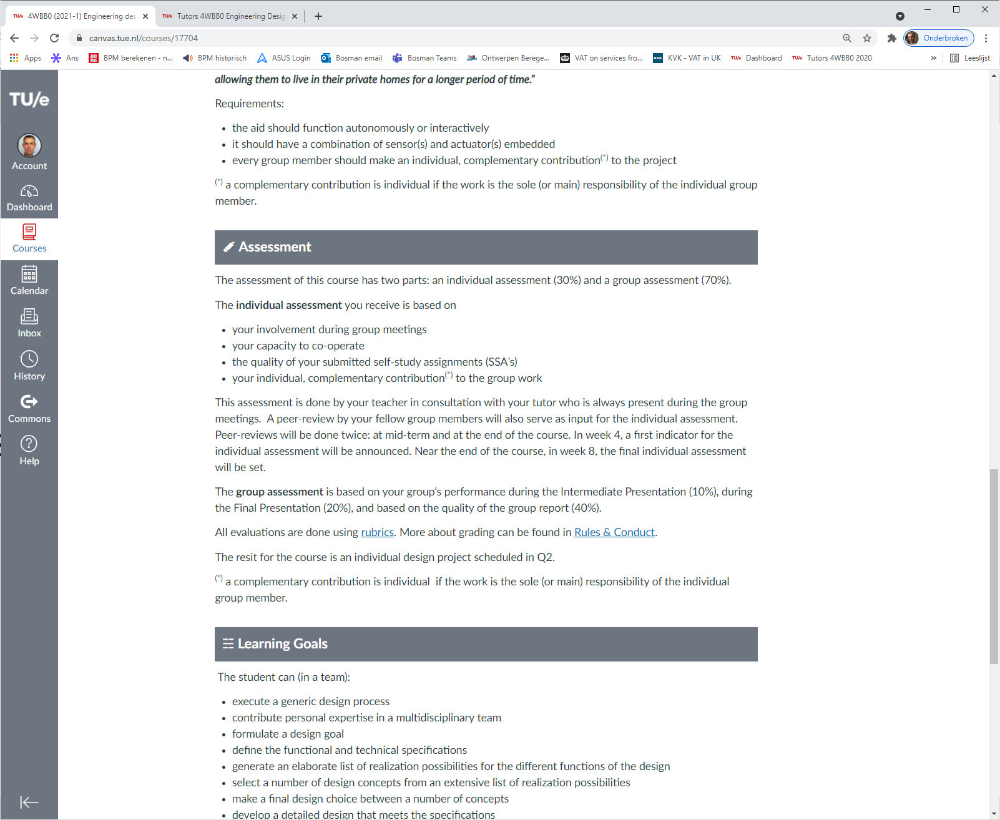 TU/e 4WBB0 (2021-1) Engineering des
TU/e Tutors 4WBB0 Engineering Desig
canvas.tue.nl/courses/17704
Onderbroken
Apps
Ans
BPM berekenen - n...
BPM historisch
ASUS Login
Bosman email
Bosman Teams
Ontwerpen Berege...
VAT on services fro...
KVK KVK - VAT in UK
TU/e Dashboard
TU/e Tutors 4WBB0 2020
»
Leeslijst
TU/e
Account
Dashboard
Courses
Calendar
Inbox
History
Commons
Help
allowing them to live in their private homes for a longer period of time.”
Requirements:
• the aid should function autonomously or interactively
• it should have a combination of sensor(s) and actuator(s) embedded
• every group member should make an individual, complementary contribution(*) to the project
(*) a complementary contribution is individual if the work is the sole (or main) responsibility of the individual group
member.
Assessment
The assessment of this course has two parts: an individual assessment (30%) and a group assessment (70%).
The individual assessment you receive is based on
• your involvement during group meetings
• your capacity to co-operate
• the quality of your submitted self-study assignments (SSA’s)
• your individual, complementary contribution(*) to the group work
This assessment is done by your teacher in consultation with your tutor who is always present during the group
meetings.  A peer-review by your fellow group members will also serve as input for the individual assessment.
Peer-reviews will be done twice: at mid-term and at the end of the course. In week 4, a first indicator for the
individual assessment will be announced. Near the end of the course, in week 8, the final individual assessment
will be set.
The group assessment is based on your group’s performance during the Intermediate Presentation (10%), during
the Final Presentation (20%), and based on the quality of the group report (40%).
All evaluations are done using rubrics. More about grading can be found in Rules & Conduct.
The resit for the course is an individual design project scheduled in Q2.
(*) a complementary contribution is individual  if the work is the sole (or main) responsibility of the individual
group member.
Learning Goals
The student can (in a team):
• execute a generic design process
• contribute personal expertise in a multidisciplinary team
• formulate a design goal
• define the functional and technical specifications
• generate an elaborate list of realization possibilities for the different functions of the design
• select a number of design concepts from an extensive list of realization possibilities
• make a final design choice between a number of concepts
• develop a detailed design that meets the specifications